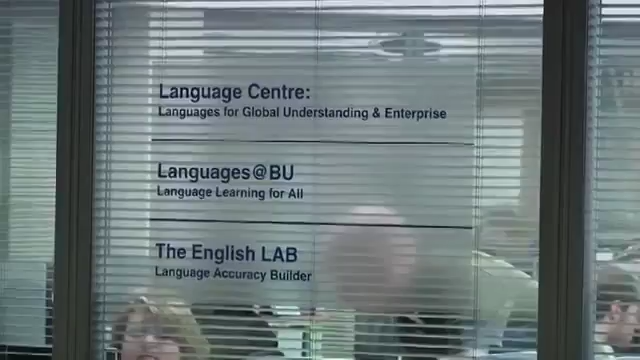 Language Centre:
Languages for Global Understanding & Enterprise
Languages@BU
Language Learning for All
The English LAB
Language Accuracy Builder